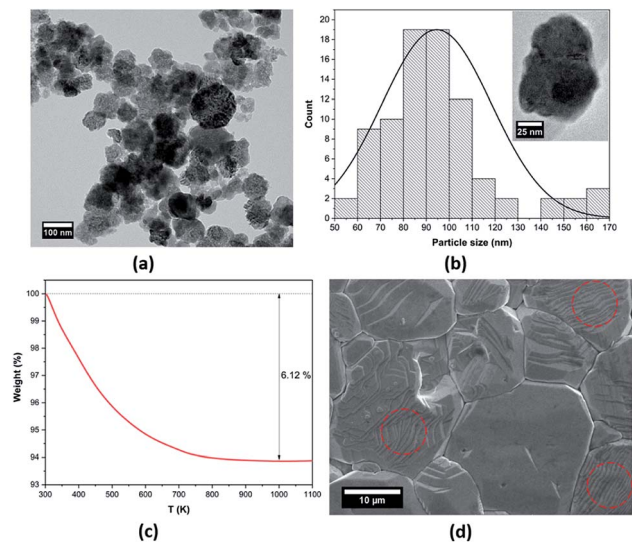 100 nm
(a)
Count
20
18
16
14
12
10
8
6
4
2
0
25 nm
50 60 70 80 90 100 110 120 130 140 150 160 170
Particle size (nm)
(b)
Weight (%)
100
99
98
97
96
95
94
93
6.12 %
300 400 500 600 700 800 900 1000 1100
T (K)
(c)
10 µm
(d)